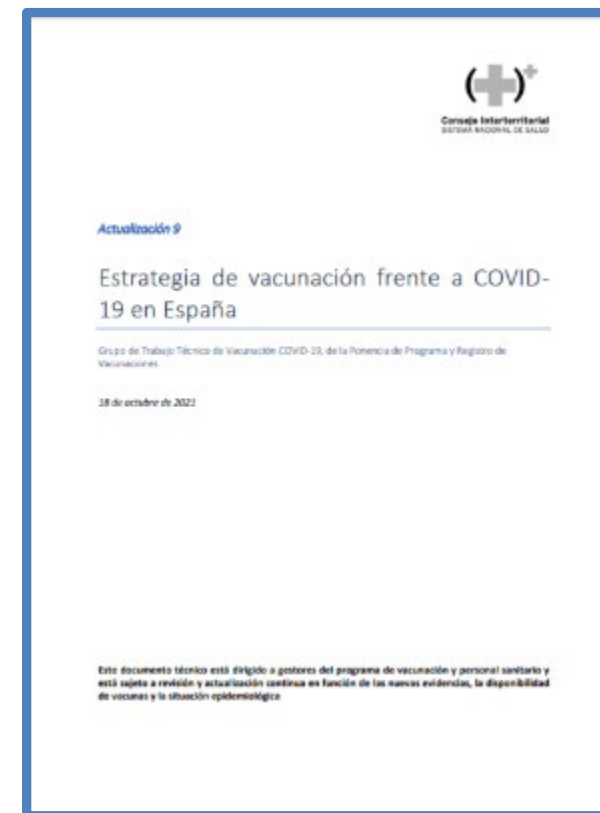 Consejo Interterritorial
SISTEMA NACIONAL DE SALUD
Actualización 9
Estrategia de vacunación frente a COVID-
19 en España
Grupo de Trabajo Técnico de Vacunación COVID-19, de la Ponencia de Programa y Registro de
Vacunaciones
18 de octubre de 2021
Este documento técnico está dirigido a gestores del programa de vacunación y personal sanitario y
está sujeto a revisión y actualización continua en función de las nuevas evidencias, la disponibilidad
de vacunas y la situación epidemiológica